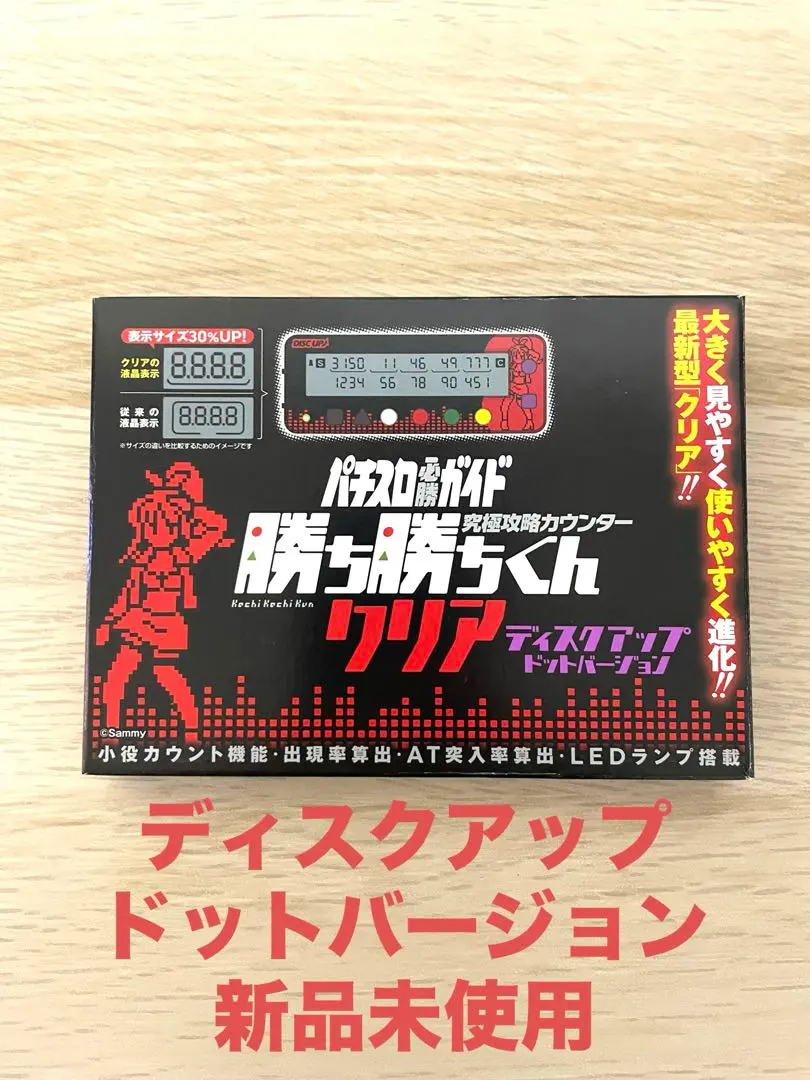 表示サイズ30%UP!
クリアの
液晶表示
8.8.8.8
従来の
液晶表示
8.8.8.8
※サイズの違いを比較するためのイメージです
DISC UP
S 3150 11 46 49 777 C
1234 56 78 90 451
大きく見やすく使いやすく進化!!
最新型「クリア」!!
パチスロ必勝ガイド
究極攻略カウンター
勝ち勝ちくん
Kachi Kachi Kun
クリア
ディスクアップ
ドットバージョン
©Sammy
小役カウント機能・出現率算出・AT突入率算出・LEDランプ搭載
ディスクアップ
ドットバージョン
新品未使用